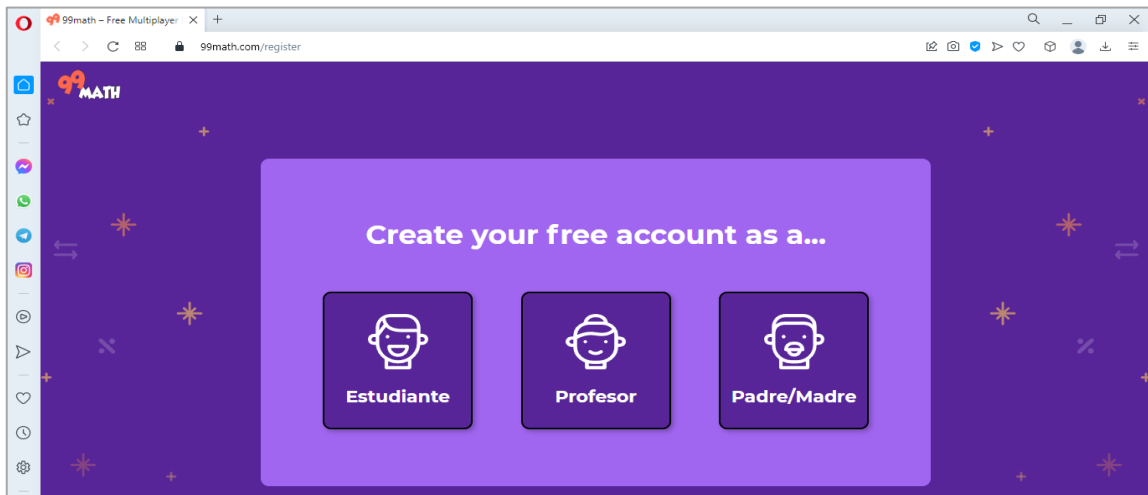 99math – Free Multiplayer
99math.com/register
99
MATH
Create your free account as a...
Estudiante
Profesor
Padre/Madre